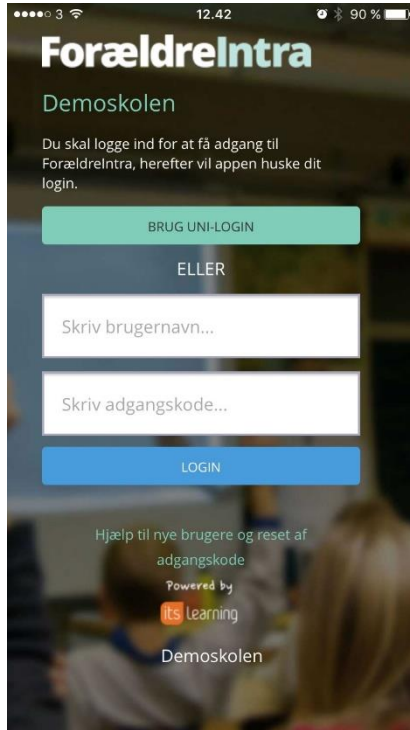 3 12.42 90 %
ForældreIntra
Demoskolen
Du skal logge ind for at få adgang til
ForældreIntra, herefter vil appen huske dit
login.
BRUG UNI-LOGIN
ELLER
Skriv brugernavn...
Skriv adgangskode...
LOGIN
Hjælp til nye brugere og reset af
adgangskode
Powered by
its learning
Demoskolen